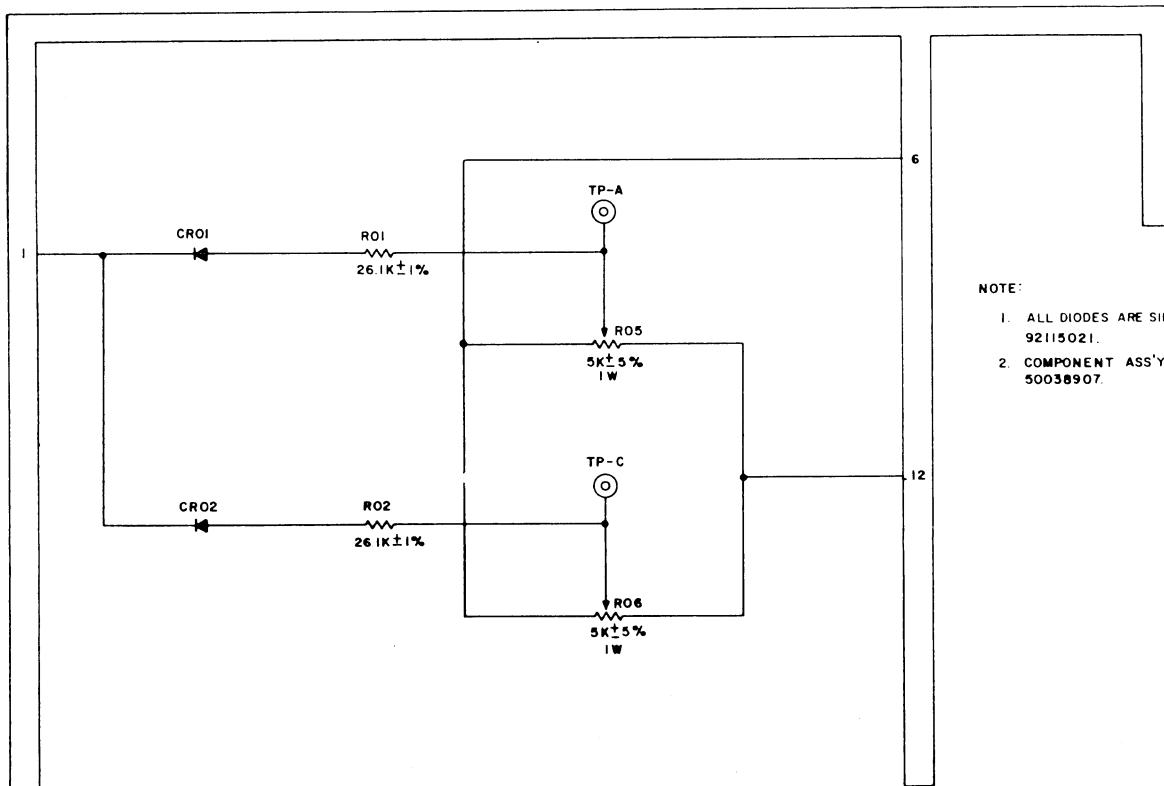 6
TP-A
1
CR01
R01
26.1K±1%
R05
5K±5%
1W
NOTE:
1. ALL DIODES ARE
92115021.
2. COMPONENT ASS'Y
50038907.
TP-C
12
CR02
R02
26.1K±1%
R06
5K±5%
1W